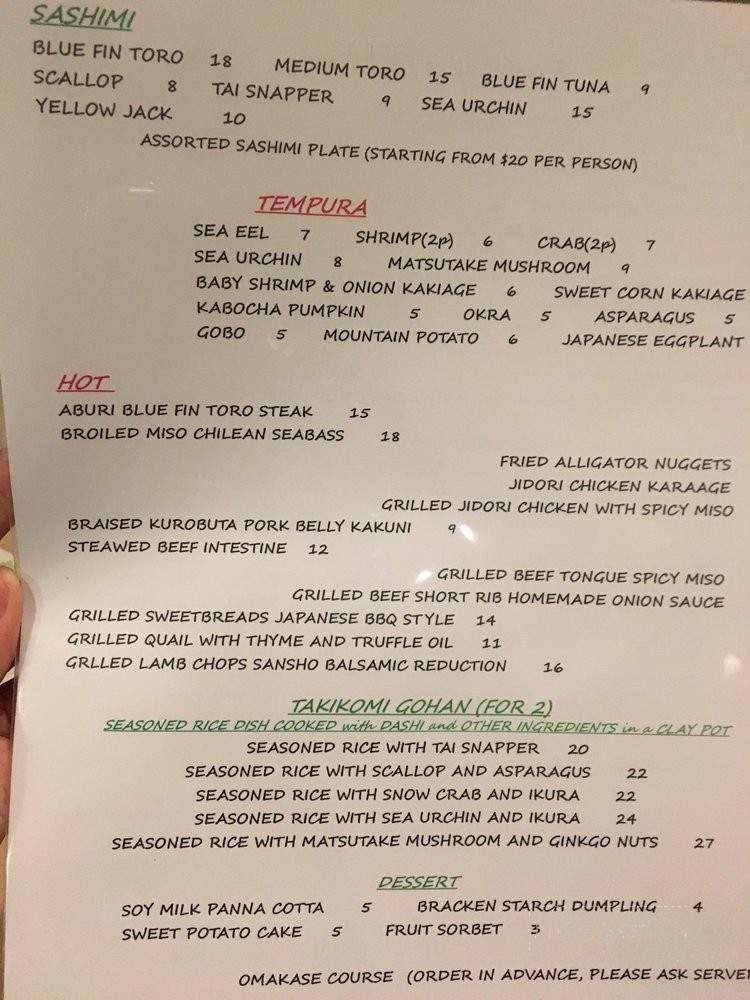 SASHIMI
BLUE FIN TORO 18 MEDIUM TORO 15 BLUE FIN TUNA 9
SCALLOP 8 TAI SNAPPER 9 SEA URCHIN 15
YELLOW JACK 10
ASSORTED SASHIMI PLATE (STARTING FROM $20 PER PERSON)
TEMPURA
SEA EEL 7 SHRIMP(2p) 6 CRAB(2p) 7
SEA URCHIN 8 MATSUTAKE MUSHROOM 9
BABY SHRIMP & ONION KAKIAGE 6 SWEET CORN KAKIAGE
KABOCHA PUMPKIN 5 OKRA 5 ASPARAGUS 5
GOBO 5 MOUNTAIN POTATO 6 JAPANESE EGGPLANT
HOT
ABURI BLUE FIN TORO STEAK 15
BROILED MISO CHILEAN SEABASS 18
FRIED ALLIGATOR NUGGETS
JIDORI CHICKEN KARAAGE
GRILLED JIDORI CHICKEN WITH SPICY MISO
BRAISED KUROBUTA PORK BELLY KAKUNI 9
STEAWED BEEF INTESTINE 12
GRILLED BEEF TONGUE SPICY MISO
GRILLED BEEF SHORT RIB HOMEMADE ONION SAUCE
GRILLED SWEETBREADS JAPANESE BBQ STYLE 14
GRILLED QUAIL WITH THYME AND TRUFFLE OIL 11
GRLLED LAMB CHOPS SANSHO BALSAMIC REDUCTION 16
TAKIKOMI GOHAN (FOR 2)
SEASONED RICE DISH COOKED with DASHI and OTHER INGREDIENTS in a CLAY POT
SEASONED RICE WITH TAI SNAPPER 20
SEASONED RICE WITH SCALLOP AND ASPARAGUS 22
SEASONED RICE WITH SNOW CRAB AND IKURA 22
SEASONED RICE WITH SEA URCHIN AND IKURA 24
SEASONED RICE WITH MATSUTAKE MUSHROOM AND GINKGO NUTS 27
DESSERT
SOY MILK PANNA COTTA 5 BRACKEN STARCH DUMPLING 4
SWEET POTATO CAKE 5 FRUIT SORBET 3
OMAKASE COURSE (ORDER IN ADVANCE, PLEASE ASK SERVER